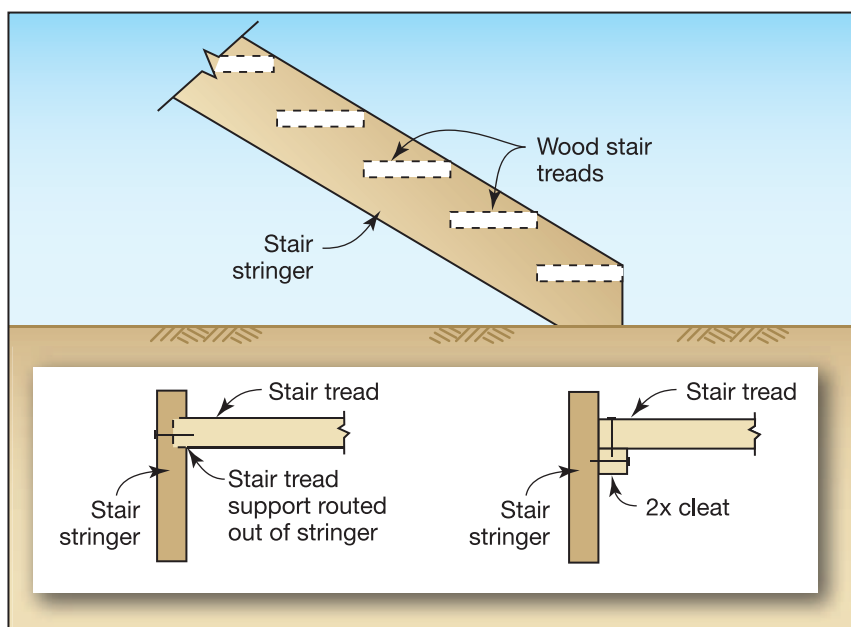 Wood stair
treads
Stair
stringer
Stair tread
Stair
stringer
Stair tread
support routed
out of stringer
Stair tread
Stair
stringer
2x cleat